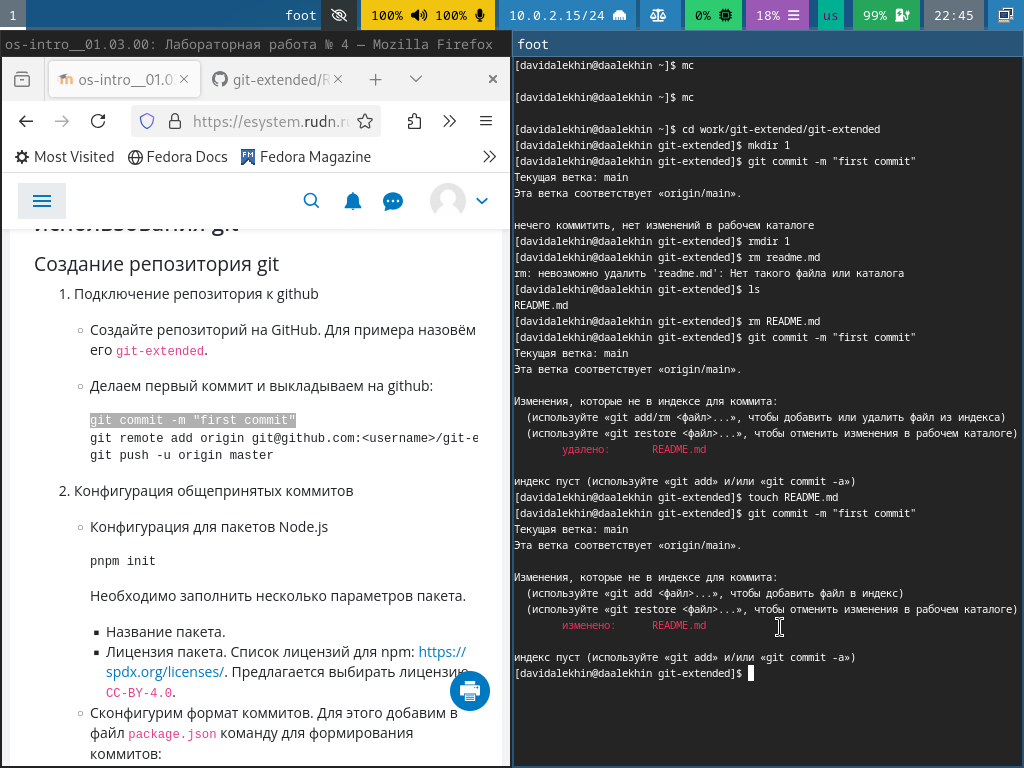 1
foot
100% 100%
10.0.2.15/24
0%
18%
us
99%
22:45
os-intro__01.03.00: Лабораторная работа № 4 — Mozilla Firefox
os-intro__01.0
git-extended/R
https://esystem.rudn.r
Most Visited
Fedora Docs
Fedora Magazine
использования git
Создание репозитория git
1. Подключение репозитория к github
Создайте репозиторий на GitHub. Для примера назовём
его git-extended.
Делаем первый коммит и выкладываем на github:
git commit -m "first commit"
git remote add origin git@github.com:<username>/git-e
git push -u origin master
2. Конфигурация общепринятых коммитов
Конфигурация для пакетов Node.js
pnpm init
Необходимо заполнить несколько параметров пакета.
Название пакета.
Лицензия пакета. Список лицензий для npm: https://
spdx.org/licenses/. Предлагается выбирать лицензию
CC-BY-4.0.
Сконфигурим формат коммитов. Для этого добавим в
файл package.json команду для формирования
коммитов:
foot
[davidalekhin@daalekhin ~]$ mc
[davidalekhin@daalekhin ~]$ mc
[davidalekhin@daalekhin ~]$ cd work/git-extended/git-extended
[davidalekhin@daalekhin git-extended]$ mkdir 1
[davidalekhin@daalekhin git-extended]$ git commit -m "first commit"
Текущая ветка: main
Эта ветка соответствует «origin/main».
нечего коммитить, нет изменений в рабочем каталоге
[davidalekhin@daalekhin git-extended]$ rmdir 1
[davidalekhin@daalekhin git-extended]$ rm readme.md
rm: невозможно удалить 'readme.md': Нет такого файла или каталога
[davidalekhin@daalekhin git-extended]$ ls
README.md
[davidalekhin@daalekhin git-extended]$ rm README.md
[davidalekhin@daalekhin git-extended]$ git commit -m "first commit"
Текущая ветка: main
Эта ветка соответствует «origin/main».
Изменения, которые не в индексе для коммита:
(используйте «git add/rm <файл>...», чтобы добавить или удалить файл из индекса)
(используйте «git restore <файл>...», чтобы отменить изменения в рабочем каталоге)
удалено: README.md
индекс пуст (используйте «git add» и/или «git commit -a»)
[davidalekhin@daalekhin git-extended]$ touch README.md
[davidalekhin@daalekhin git-extended]$ git commit -m "first commit"
Текущая ветка: main
Эта ветка соответствует «origin/main».
Изменения, которые не в индексе для коммита:
(используйте «git add <файл>...», чтобы добавить файл в индекс)
(используйте «git restore <файл>...», чтобы отменить изменения в рабочем каталоге)
изменено: README.md
индекс пуст (используйте «git add» и/или «git commit -a»)
[davidalekhin@daalekhin git-extended]$